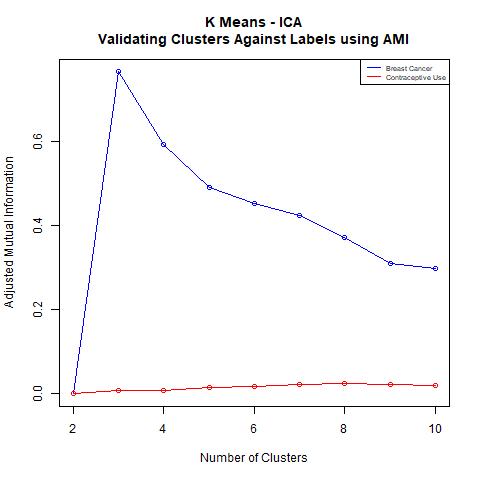 K Means - ICA
Validating Clusters Against Labels using AMI
Breast Cancer
Contraceptive Use
Adjusted Mutual Information
0.6
0.4
0.2
0.0
2
4
6
8
10
Number of Clusters